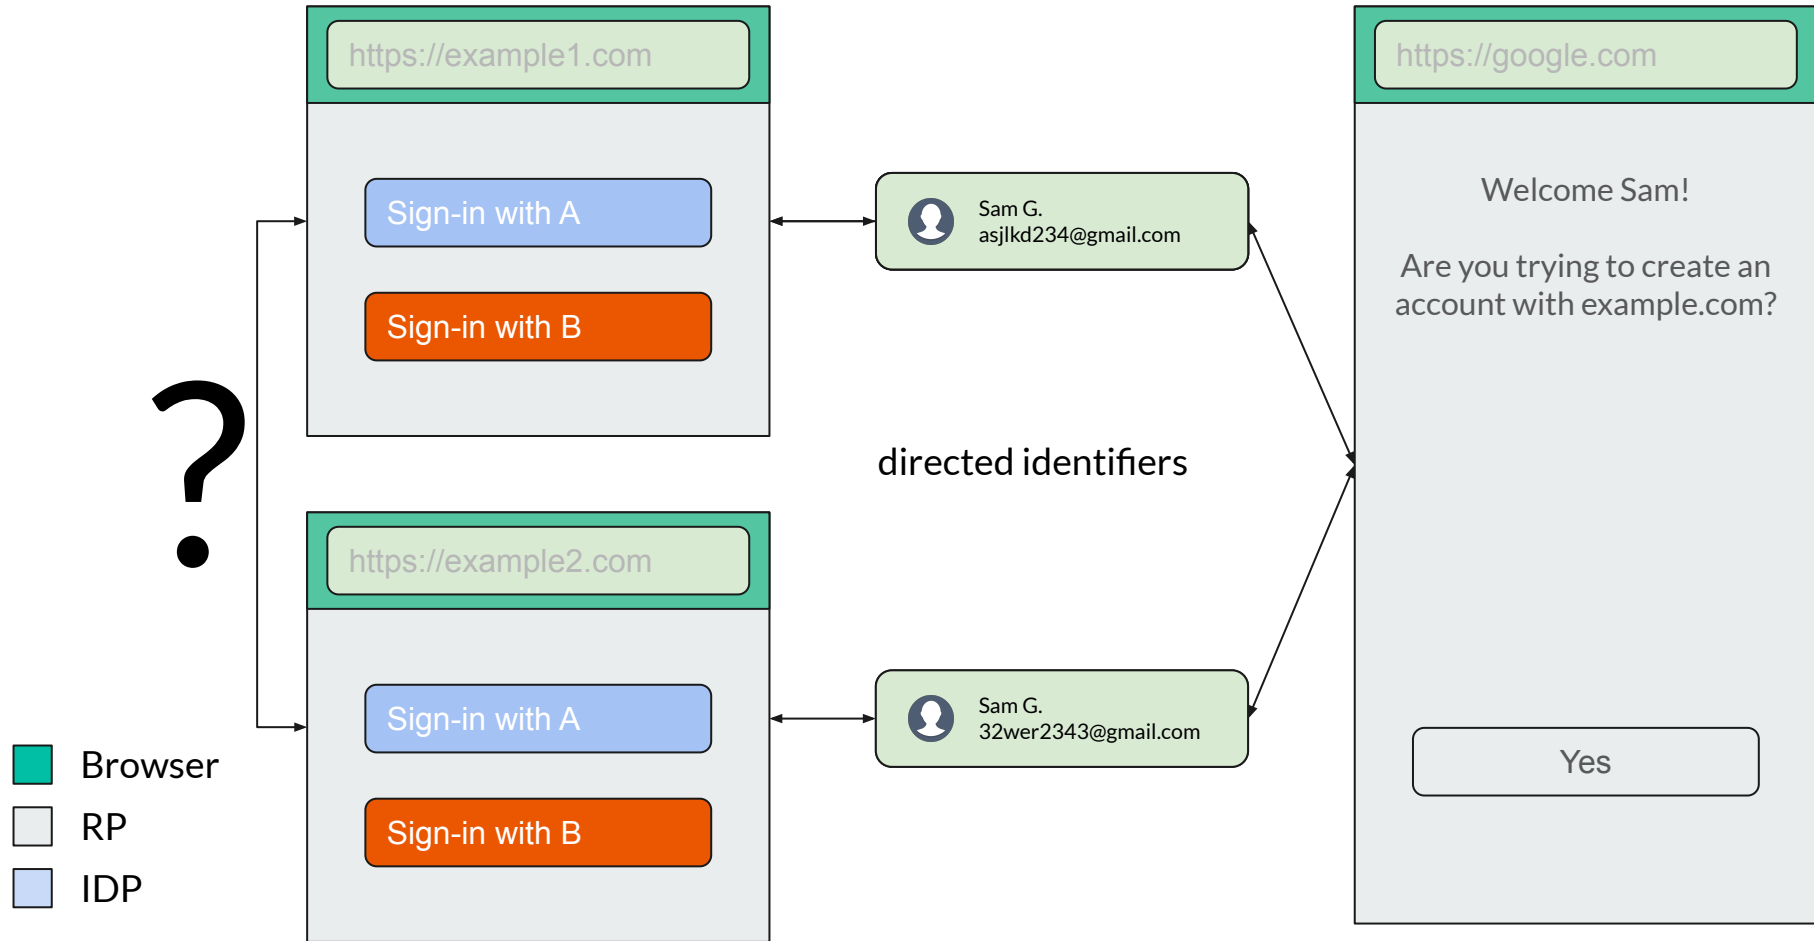 https://example1.com
Sign-in with A
Sign-in with B
Sam G.
asjlkd234@gmail.com
https://google.com
Welcome Sam!
Are you trying to create an
account with example.com?
Yes
?
directed identifiers
https://example2.com
Sign-in with A
Sign-in with B
Sam G.
32wer2343@gmail.com
Browser
RP
IDP